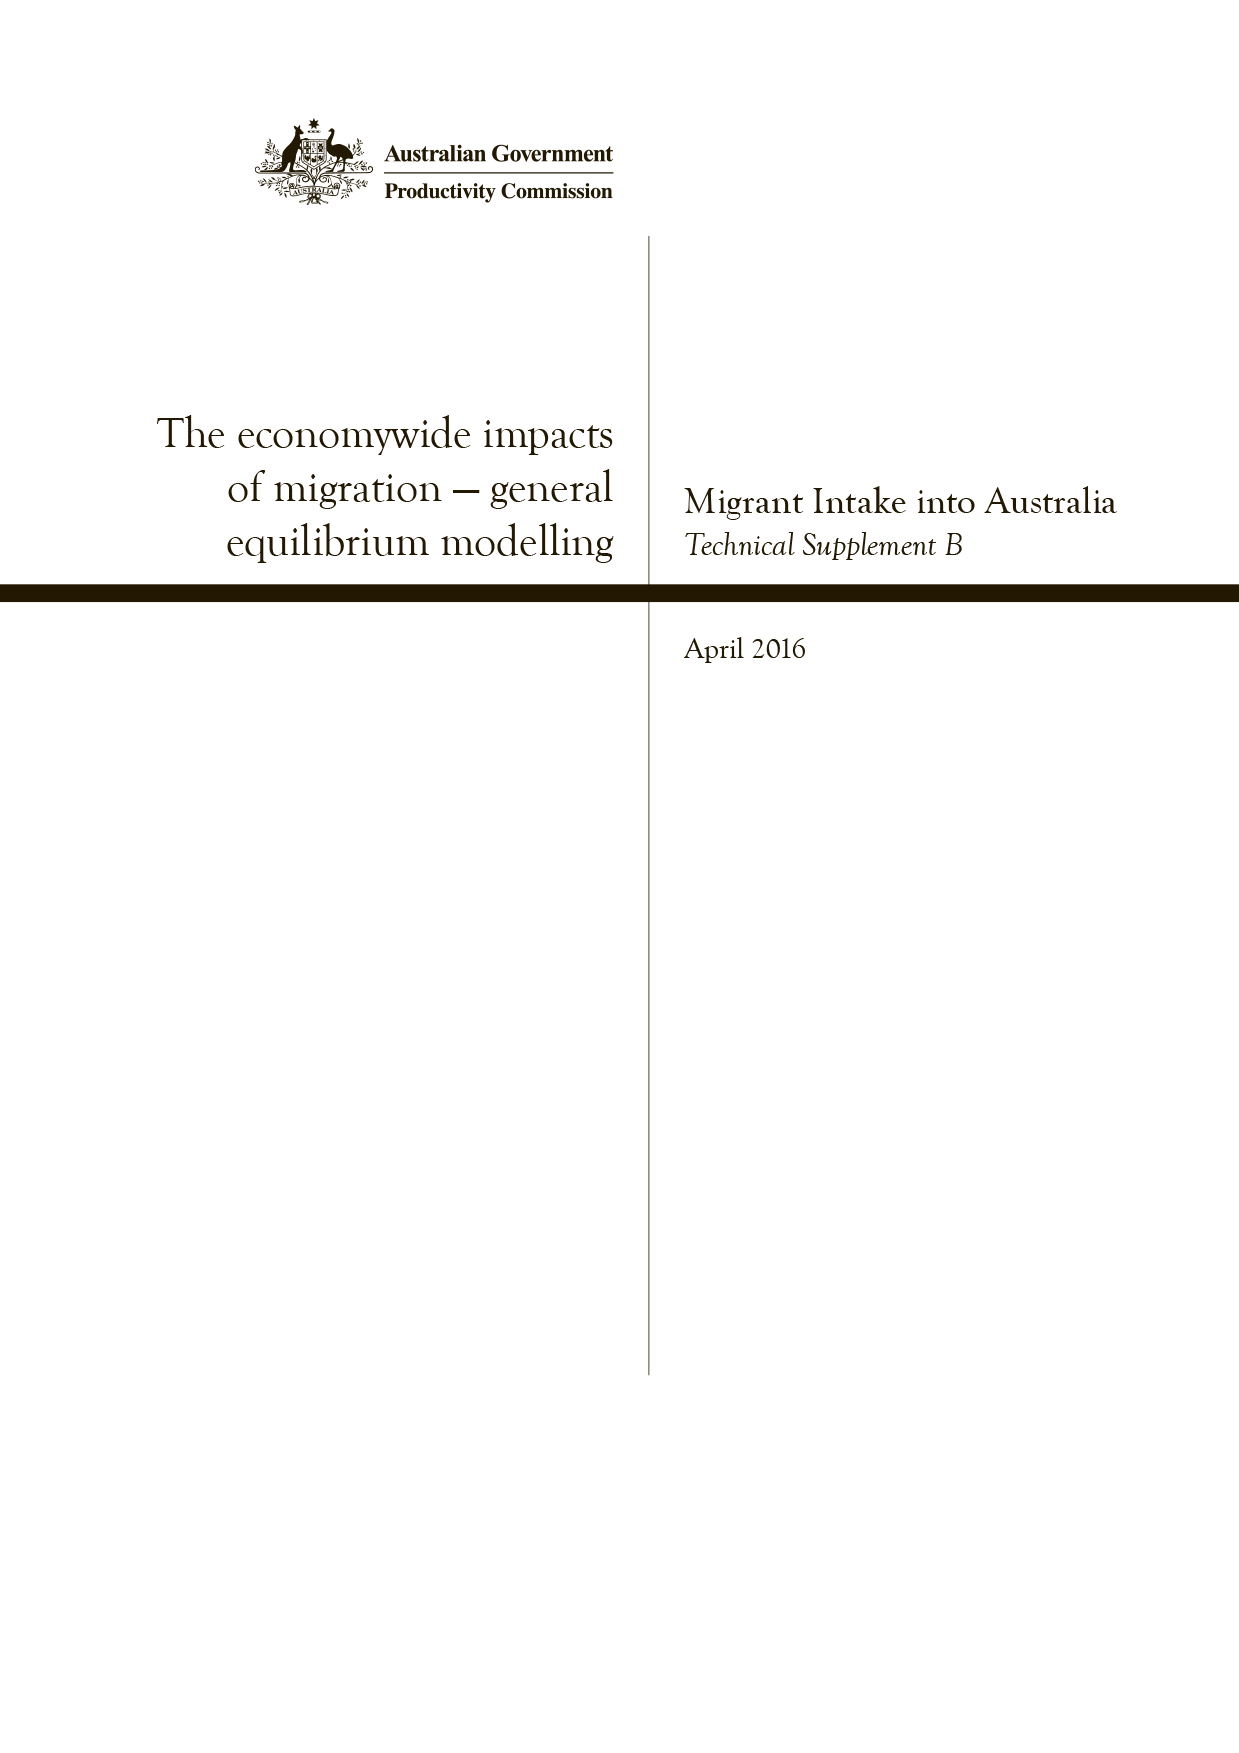 AUSTRALIA
Australian Government
Productivity Commission
The economywide impacts
of migration – general
equilibrium modelling
Migrant Intake into Australia
Technical Supplement B
April 2016